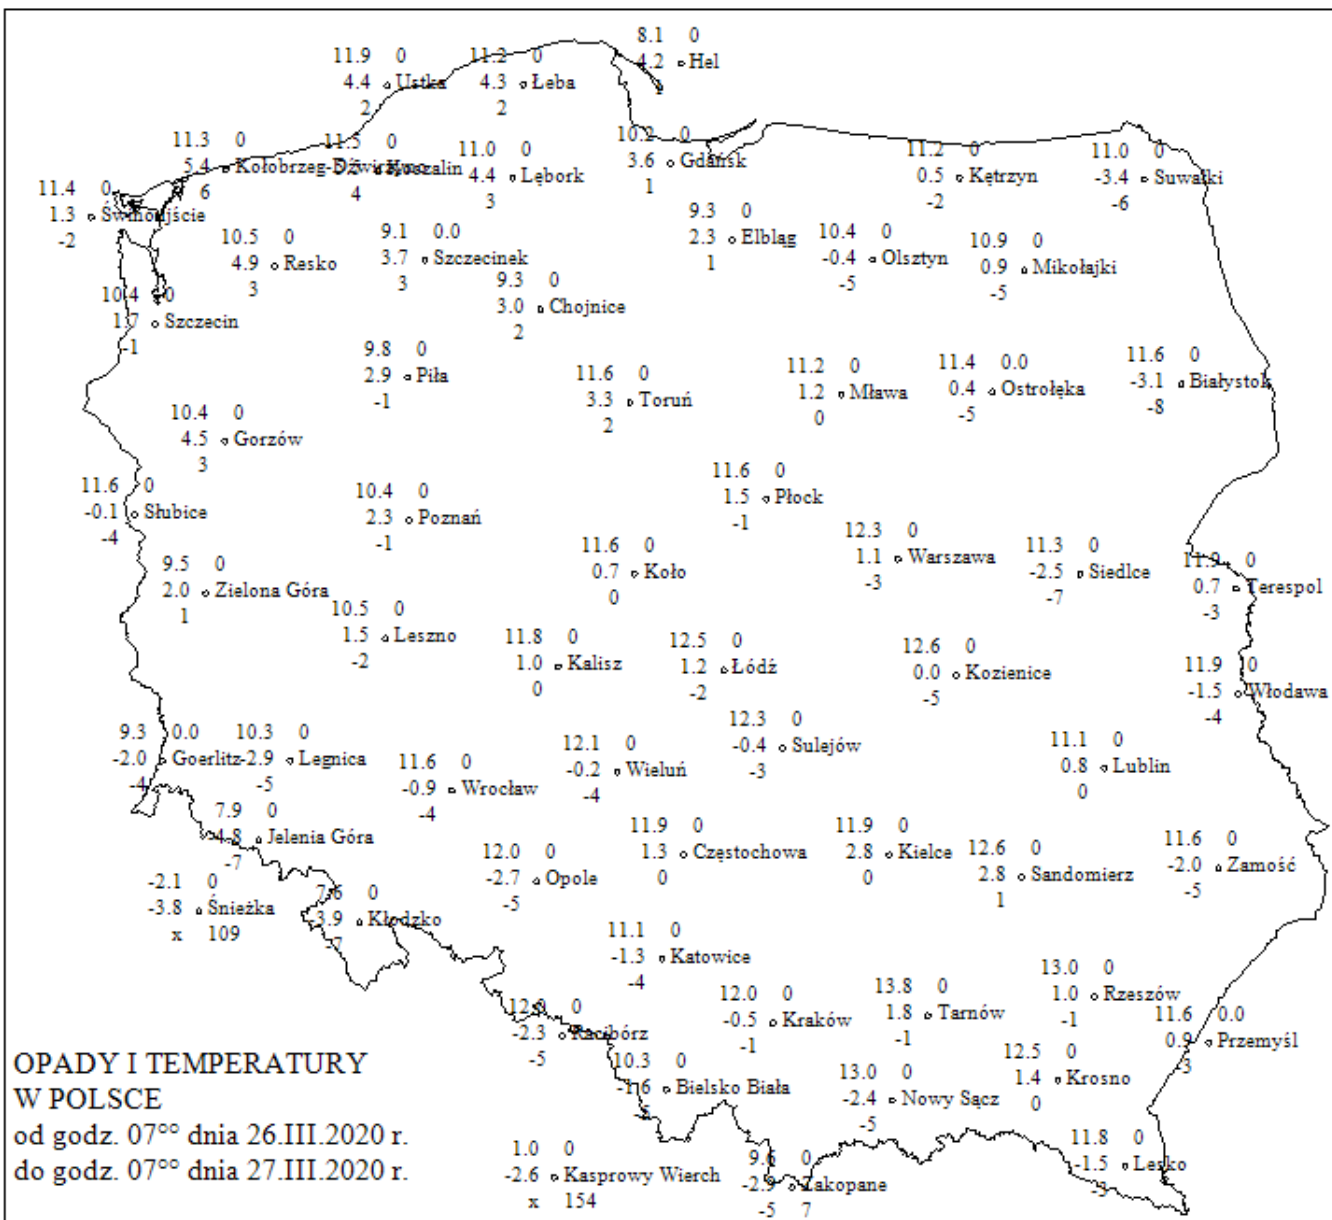 8.1 0
4.2 Hel
1
11.9 0
4.4 Ustka
2
11.2 0
4.3 Łeba
2
11.3 0
5.4 Kołobrzeg-Dźwirzyno
6
11.5 0
Koszalin
4
11.0 0
4.4 Lębork
3
10.2 0
3.6 Gdańsk
1
11.2 0
0.5 Kętrzyn
-2
11.0 0
-3.4 Suwałki
-6
11.4 0
1.3 Świnoujście
-2
10.5 0
4.9 Resko
3
9.1 0.0
3.7 Szczecinek
3
9.3 0
2.3 Elbląg
1
10.4 0
-0.4 Olsztyn
-5
10.9 0
0.9 Mikołajki
-5
10.4 0
1.7 Szczecin
-1
9.3 0
3.0 Chojnice
2
9.8 0
2.9 Piła
-1
11.6 0
3.3 Toruń
2
11.2 0
1.2 Mława
0
11.4 0.0
0.4 Ostrołęka
-5
11.6 0
-3.1 Białystok
-8
10.4 0
4.5 Gorzów
3
11.6 0
-0.1 Słubice
-4
10.4 0
2.3 Poznań
-1
11.6 0
1.5 Płock
-1
11.6 0
0.7 Koło
0
12.3 0
1.1 Warszawa
-3
11.3 0
-2.5 Siedlce
-7
11.9 0
0.7 Terespol
-3
9.5 0
2.0 Zielona Góra
1
10.5 0
1.5 Leszno
-2
11.8 0
1.0 Kalisz
0
12.5 0
1.2 Łódź
-2
12.6 0
0.0 Kozienice
-5
11.9 0
-1.5 Włodawa
-4
9.3 0.0
-2.0 Goerlitz
-4
10.3 0
-2.9 Legnica
-5
11.6 0
-0.9 Wrocław
-4
12.1 0
-0.2 Wieluń
-4
12.3 0
-0.4 Sulejów
-3
11.1 0
0.8 Lublin
0
7.9 0
-4.8 Jelenia Góra
-7
12.0 0
-2.7 Opole
-5
11.9 0
1.3 Częstochowa
0
11.9 0
2.8 Kielce
0
12.6 0
2.8 Sandomierz
1
11.6 0
-2.0 Zamość
-5
-2.1 0
-3.8 Śnieżka
x 109
7.6 0
-3.9 Kłodzko
-7
11.1 0
-1.3 Katowice
-4
0
-2.3 Racibórz
-5
12.0 0
-0.5 Kraków
-1
13.8 0
1.8 Tarnów
-1
13.0 0
1.0 Rzeszów
-1
11.6 0.0
0.9 Przemyśl
-3
10.3 0
-1.6 Bielsko Biała
13.0 0
-2.4 Nowy Sącz
-5
12.5 0
1.4 Krosno
0
11.8 0
-1.5 Lesko
1.0 0
-2.6 Kasprowy Wierch
x 154
9.6 0
-2.9 Zakopane
-5 7
OPADY I TEMPERATURY
W POLSCE
od godz. 07°° dnia 26.III.2020 r.
do godz. 07°° dnia 27.III.2020 r.